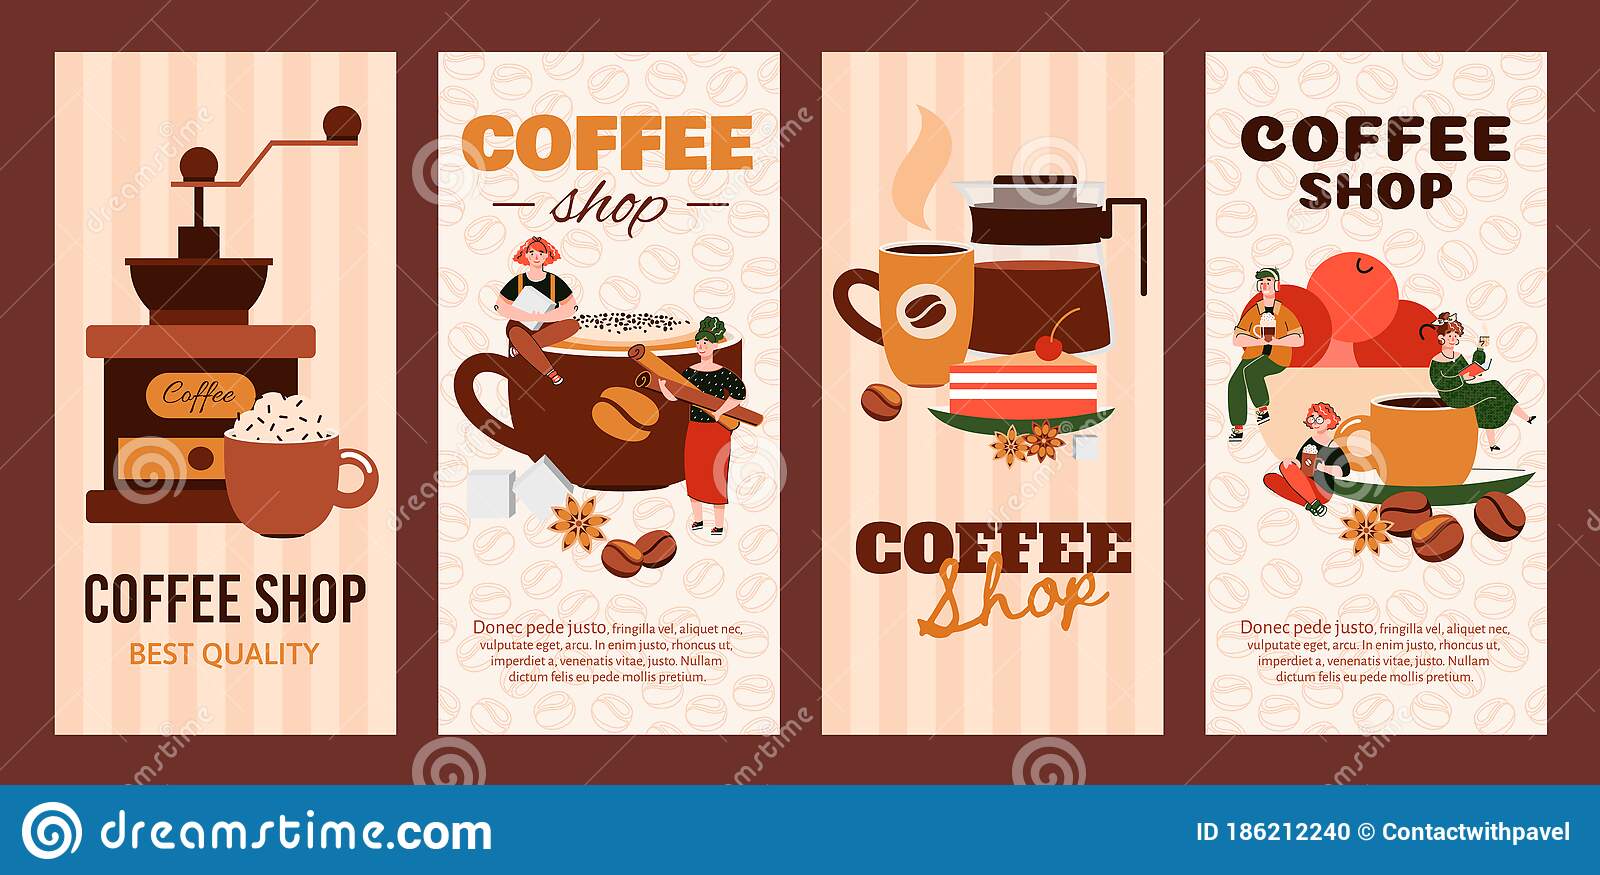 Coffee
COFFEE SHOP
BEST QUALITY
COFFEE
shop
Donec pede justo, fringilla vel, aliquet nec,
vulputate eget, arcu. In enim justo, rhoncus ut,
imperdiet a, venenatis vitae, justo. Nullam
dictum felis eu pede mollis pretium.
COFFEE
Shop
COFFEE
SHOP
Donec pede justo, fringilla vel, aliquet nec,
vulputate eget, arcu. In enim justo, rhoncus ut,
imperdiet a, venenatis vitae, justo. Nullam
dictum felis eu pede mollis pretium.
dreamstime.com
ID 186212240 © Contactwithpavel